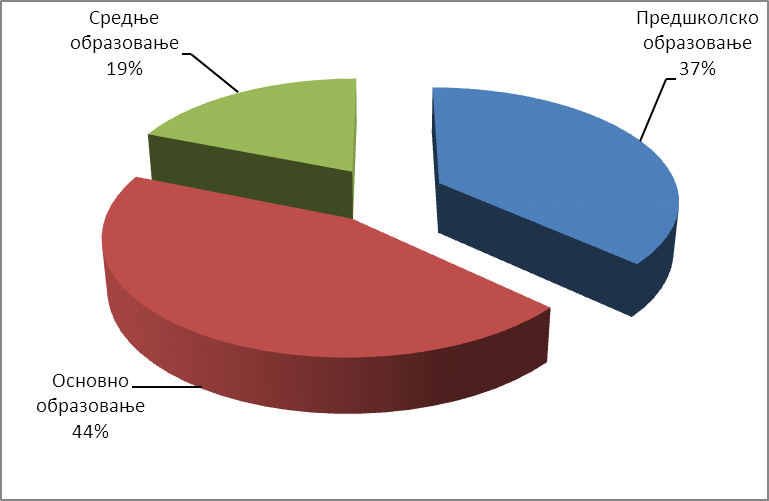 Средње
образовање
19%
Предшколско
образовање
37%
Основно
образовање
44%